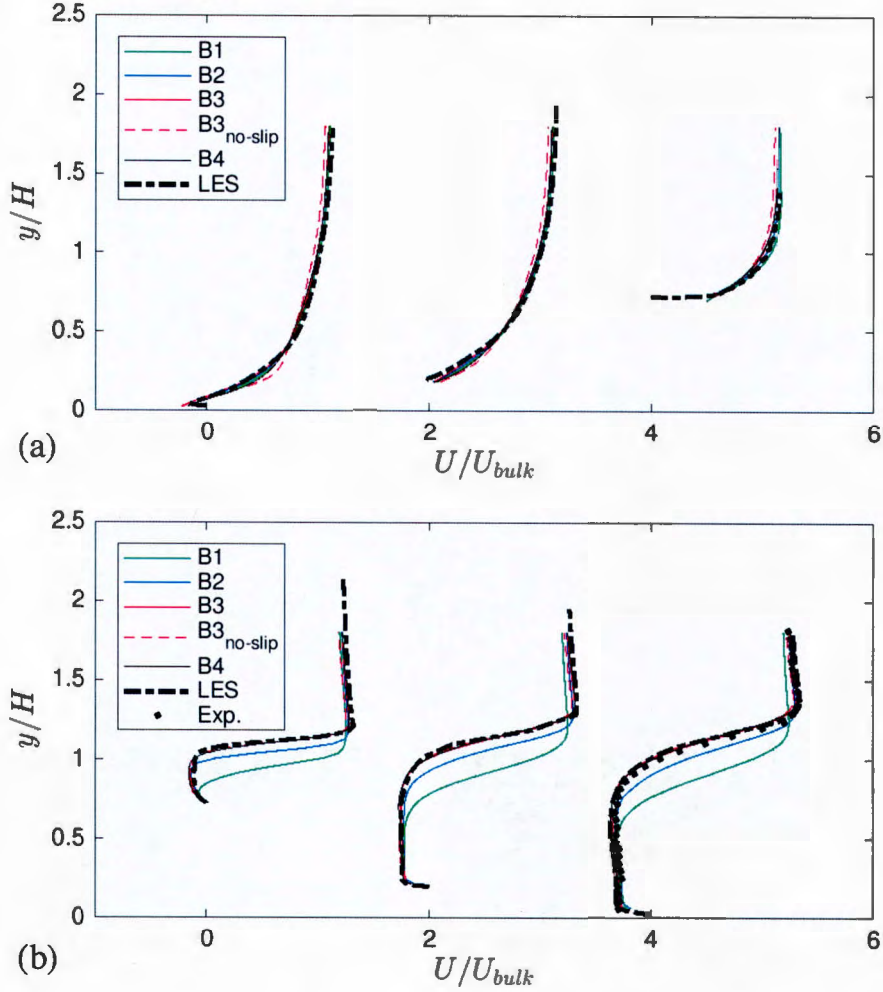 2.5
2
1.5
1
0.5
0
y/H
B1
B2
B3
B3no-slip
B4
LES
0
2
4
6
(a)
U/Ubulk
2.5
2
1.5
1
0.5
0
y/H
B1
B2
B3
B3no-slip
B4
LES
Exp.
0
2
4
6
(b)
U/Ubulk